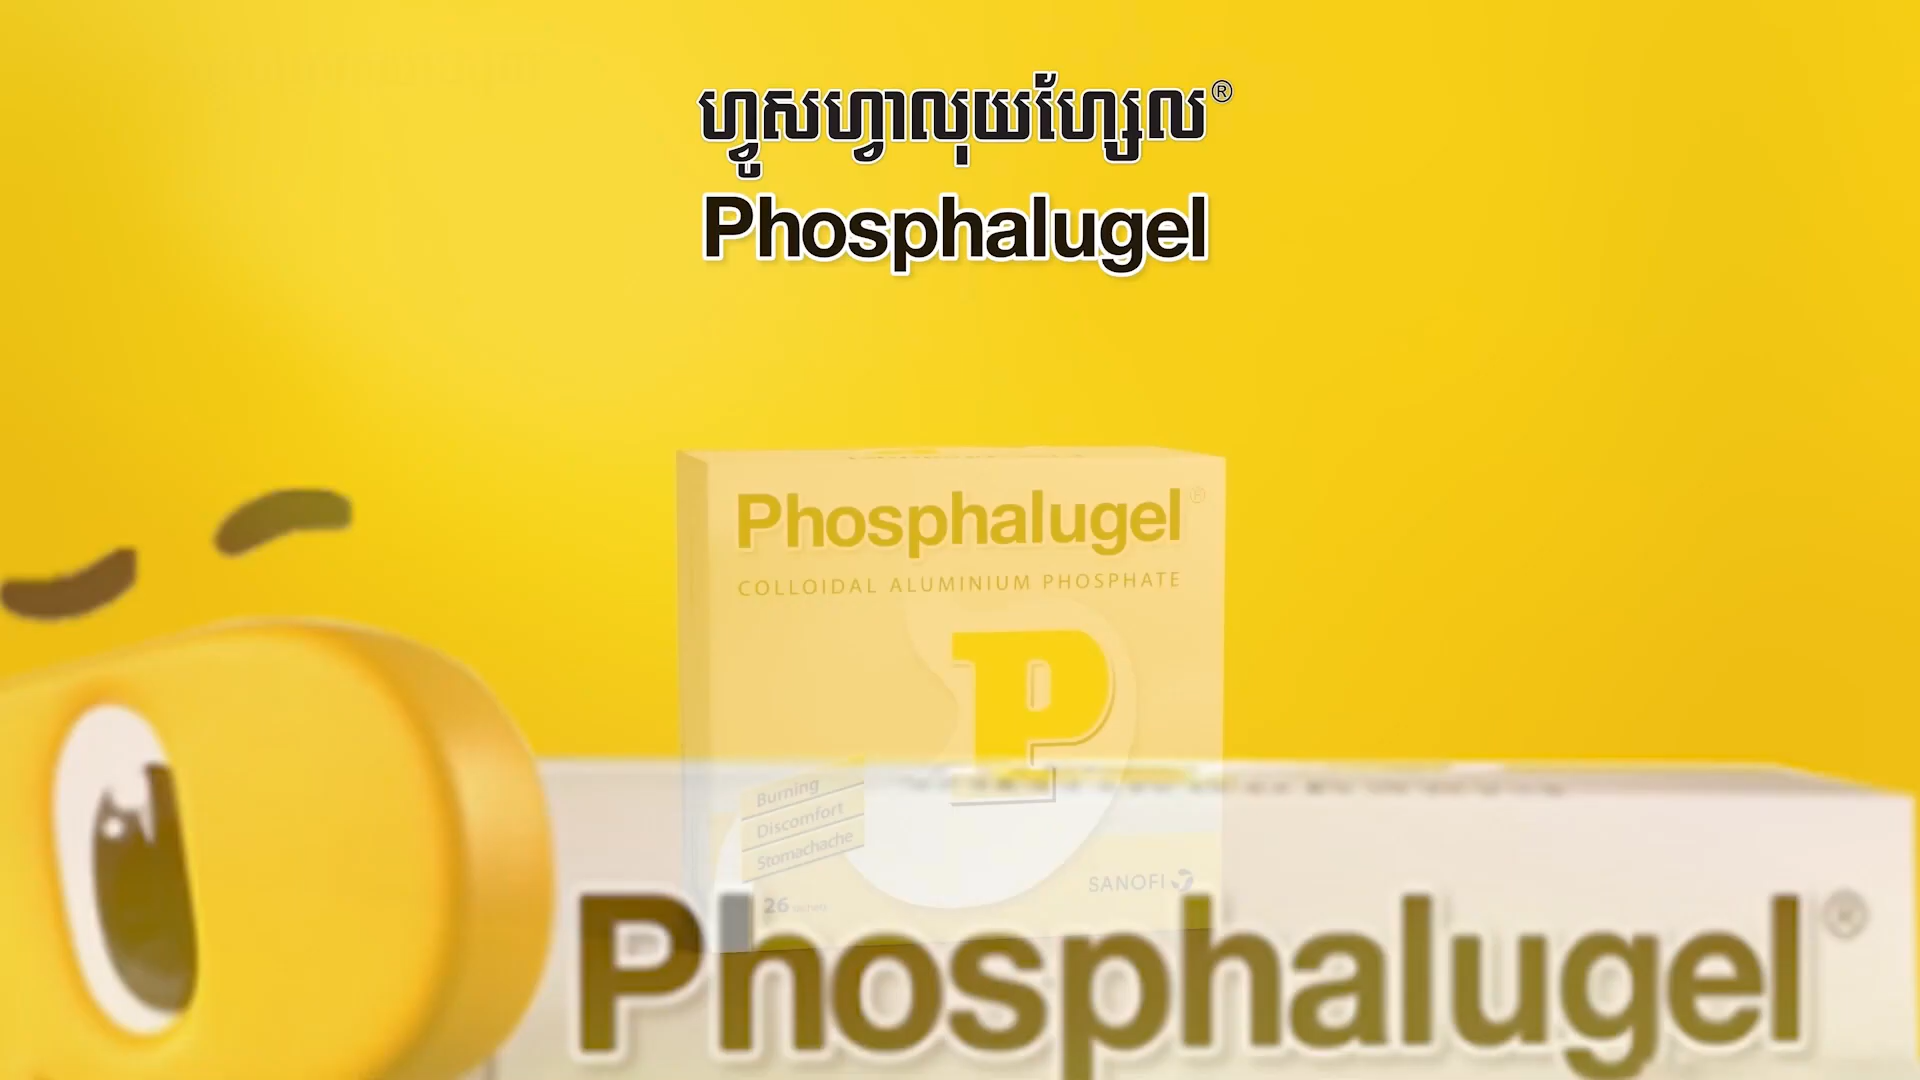 ហ្វូសហ្វាលុយហ្សែល®
Phosphalugel
Phosphalugel®
COLLOIDAL ALUMINIUM PHOSPHATE
P
Burning
Discomfort
Stomachache
26
SANOFI
Phosphalugel®